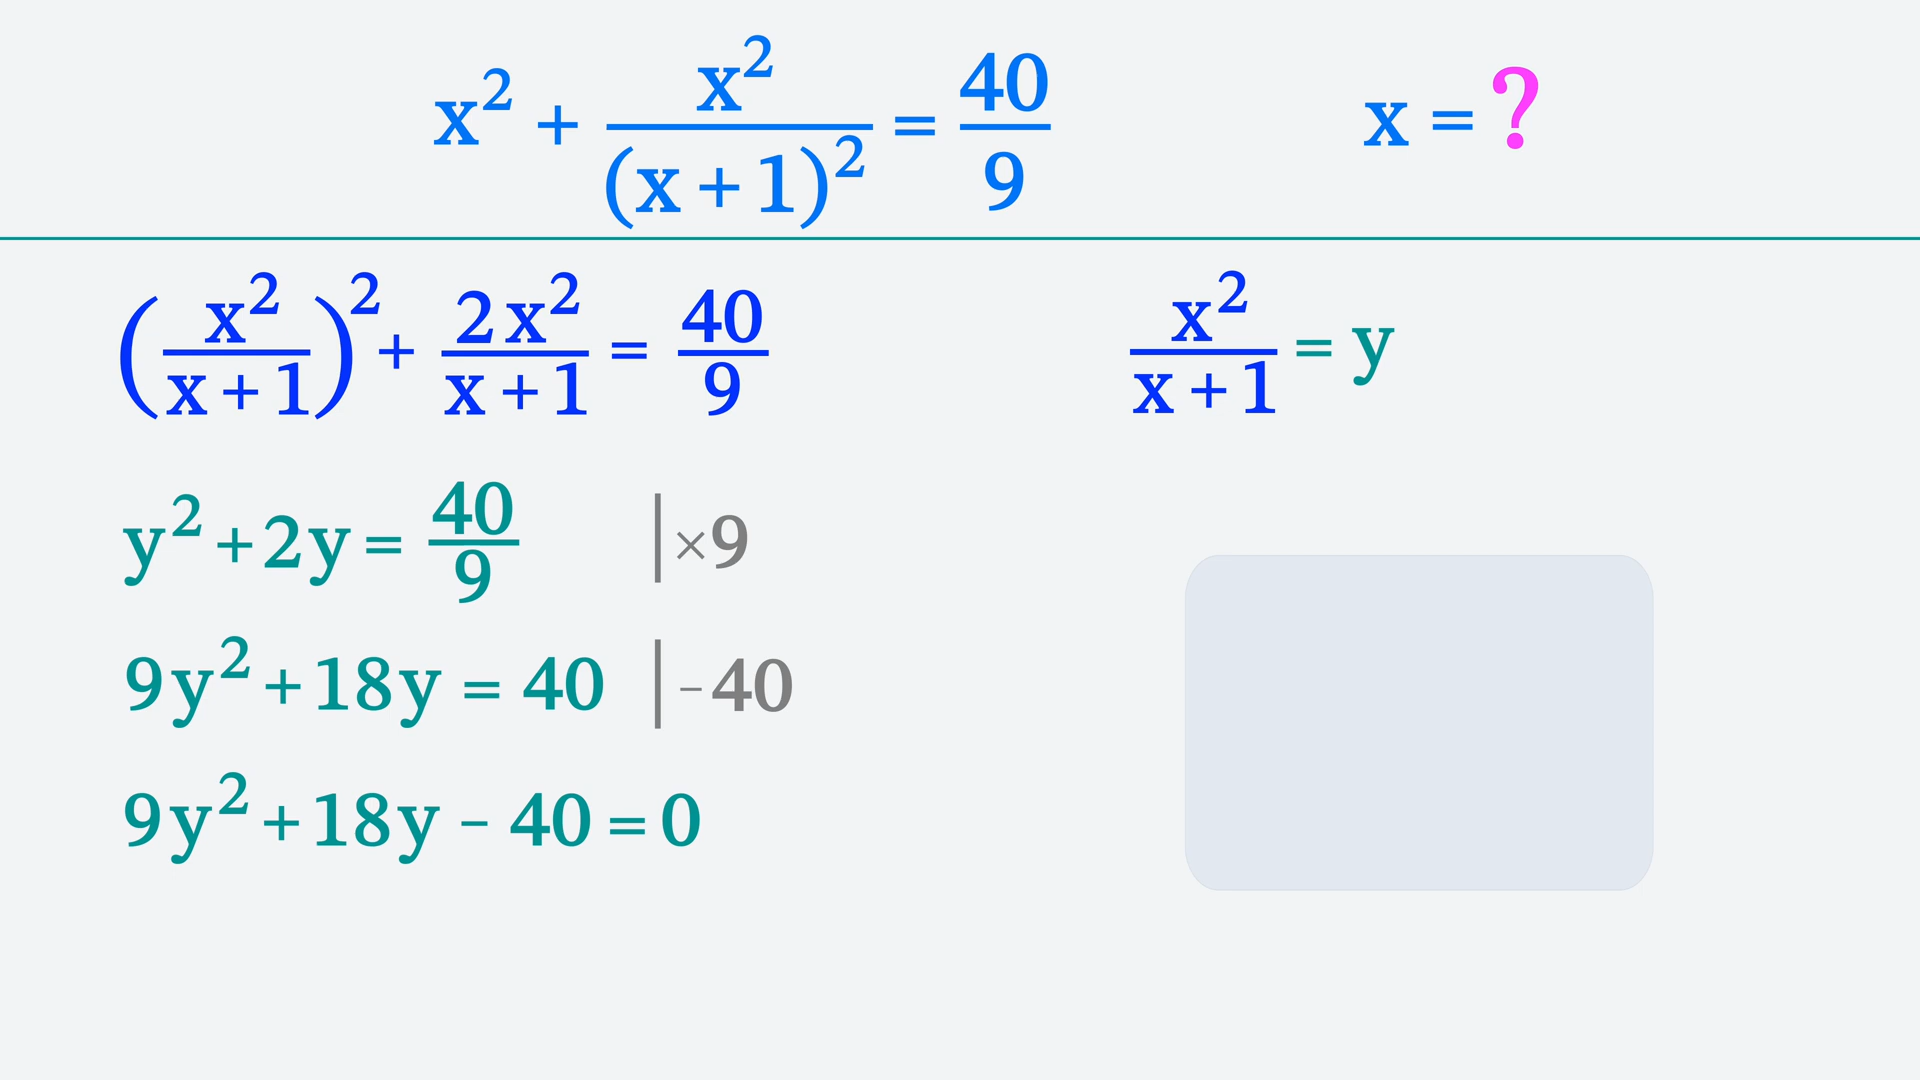 x² + x²/(x + 1)² = 40/9 x = ?
(x²/(x + 1))² + 2x²/(x + 1) = 40/9 x²/(x + 1) = y
y² + 2y = 40/9 | ×9
9y² + 18y = 40 | −40
9y² + 18y − 40 = 0